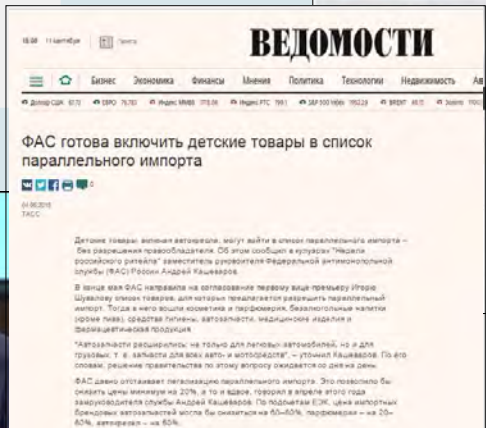 11 сентября
ВЕДОМОСТИ
Бизнес Экономика Финансы Мнения Политика Технологии Недвижимость Ав
ФАС готова включить детские товары в список
параллельного импорта
ТАСС
Детские товары, включая автокресла, могут войти в список параллельного импорта –
без разрешения правообладателя. Об этом сообщил в кулуарах "Недели
российского ритейла" заместитель руководителя Федеральной антимонопольной
службы (ФАС) России Андрей Кашеваров.
В конце мая ФАС направила на согласование первому вице-премьеру Игорю
Шувалову список товаров, для которых предлагается разрешить параллельный
импорт. Тогда в него вошли косметика и парфюмерия, безалкогольные напитки
(кроме пива), средства гигиены, автозапчасти, медицинские изделия и
фармацевтическая продукция.
"Автозапчасти расширились, не только для легковых автомобилей, но и для
грузовых, т. е. запчасти для всех авто- и мотосредств", – уточнил Кашеваров. По его
словам, решение правительства по этому вопросу ожидается со дня на день.
ФАС давно отстаивает легализацию параллельного импорта. Это позволило бы
снизить цены минимум на 20%, а то и вдвое, говорил в апреле этого года
замруководителя службы Андрей Кашеваров. По подсчетам ЕЭК, цена импортных
брендовых автозапчастей могла бы снизиться на 60–80%, парфюмерии – на 20–
60%, автокресел – на 60%.